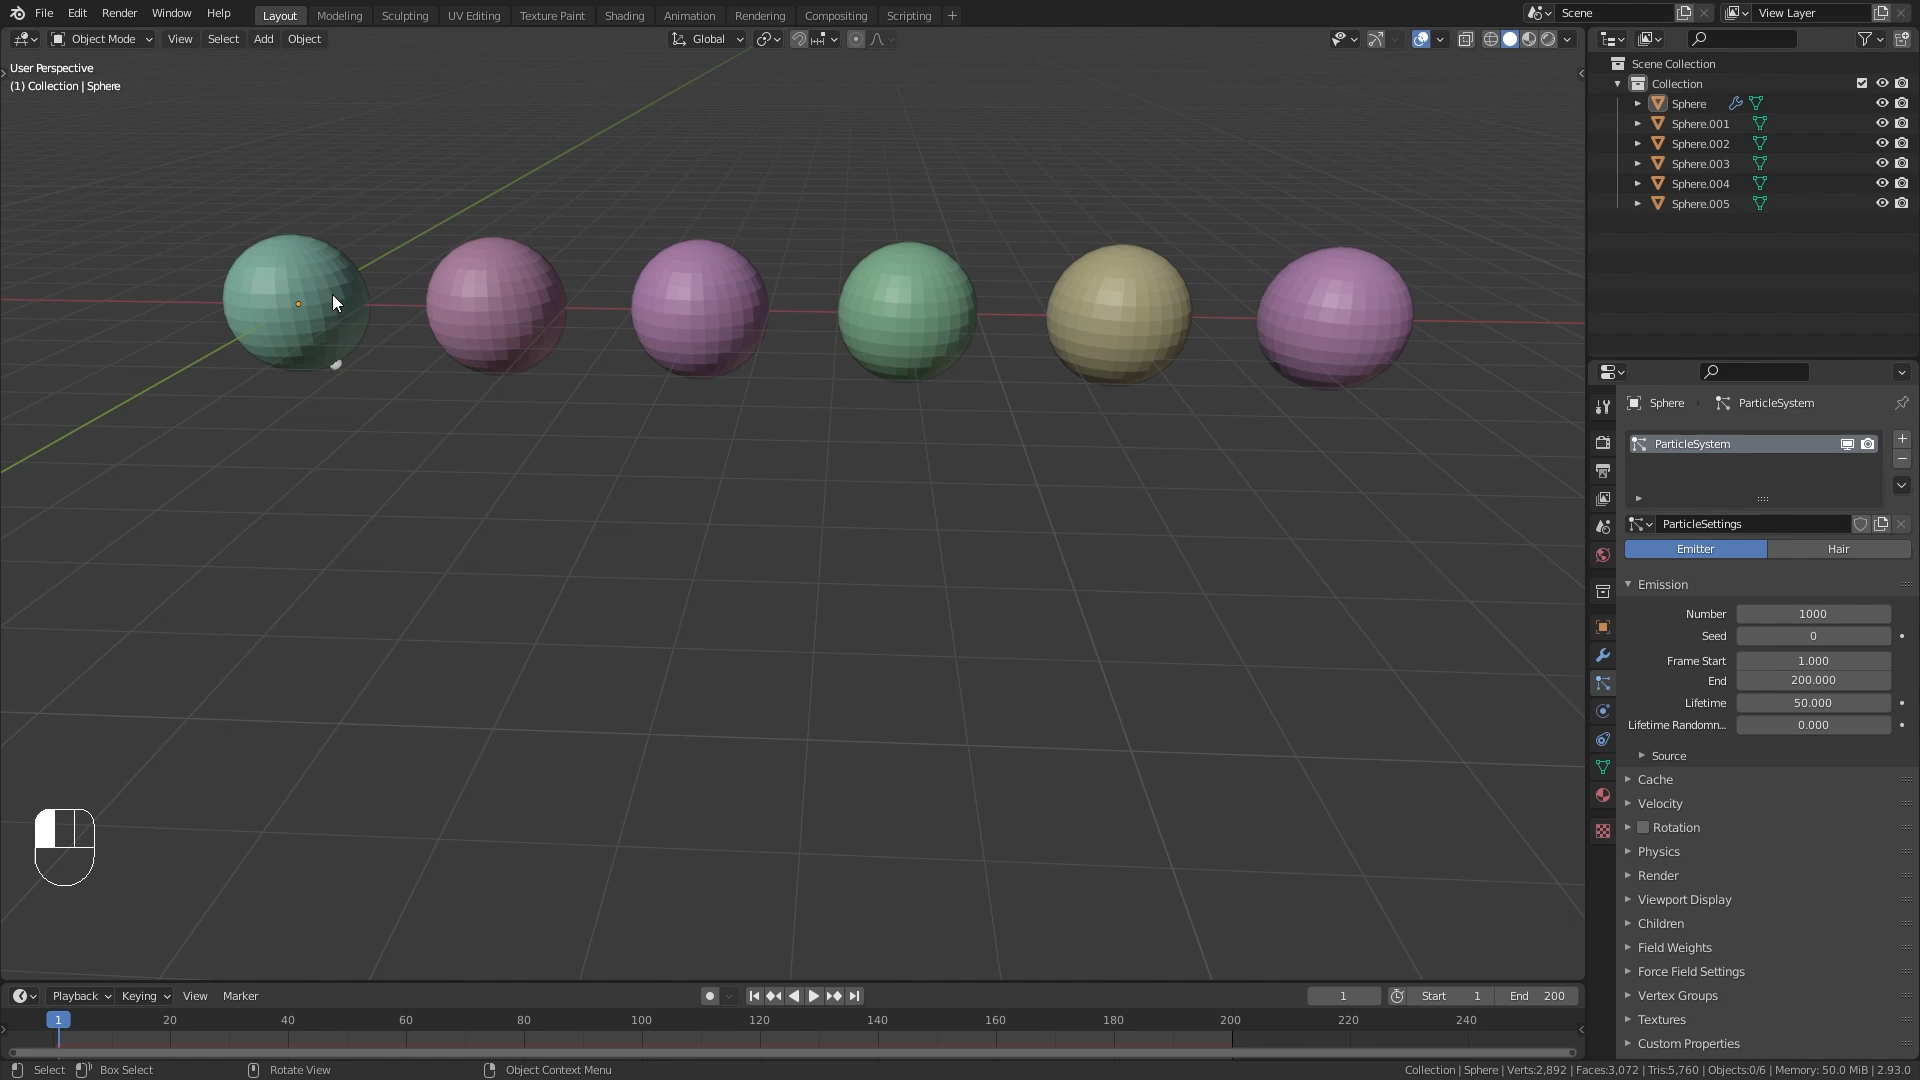 File Edit Render Window Help Layout Modeling Sculpting UV Editing Texture Paint Shading Animation Rendering Compositing Scripting + Scene View Layer
Object Mode View Select Add Object Global
User Perspective
(1) Collection | Sphere
Scene Collection
Collection
Sphere
Sphere.001
Sphere.002
Sphere.003
Sphere.004
Sphere.005
Sphere ParticleSystem
ParticleSystem
ParticleSettings
Emitter Hair
Emission
Number 1000
Seed 0
Frame Start 1.000
End 200.000
Lifetime 50.000
Lifetime Randomn... 0.000
Source
Cache
Velocity
Rotation
Physics
Render
Viewport Display
Children
Field Weights
Force Field Settings
Vertex Groups
Textures
Custom Properties
Playback Keying View Marker 1 Start 1 End 200
1 20 40 60 80 100 120 140 160 180 200 220 240
Select Box Select Rotate View Object Context Menu Collection | Sphere | Verts:2,892 | Faces:3,072 | Tris:5,760 | Objects:0/6 | Memory: 50.0 MiB | 2.93.0